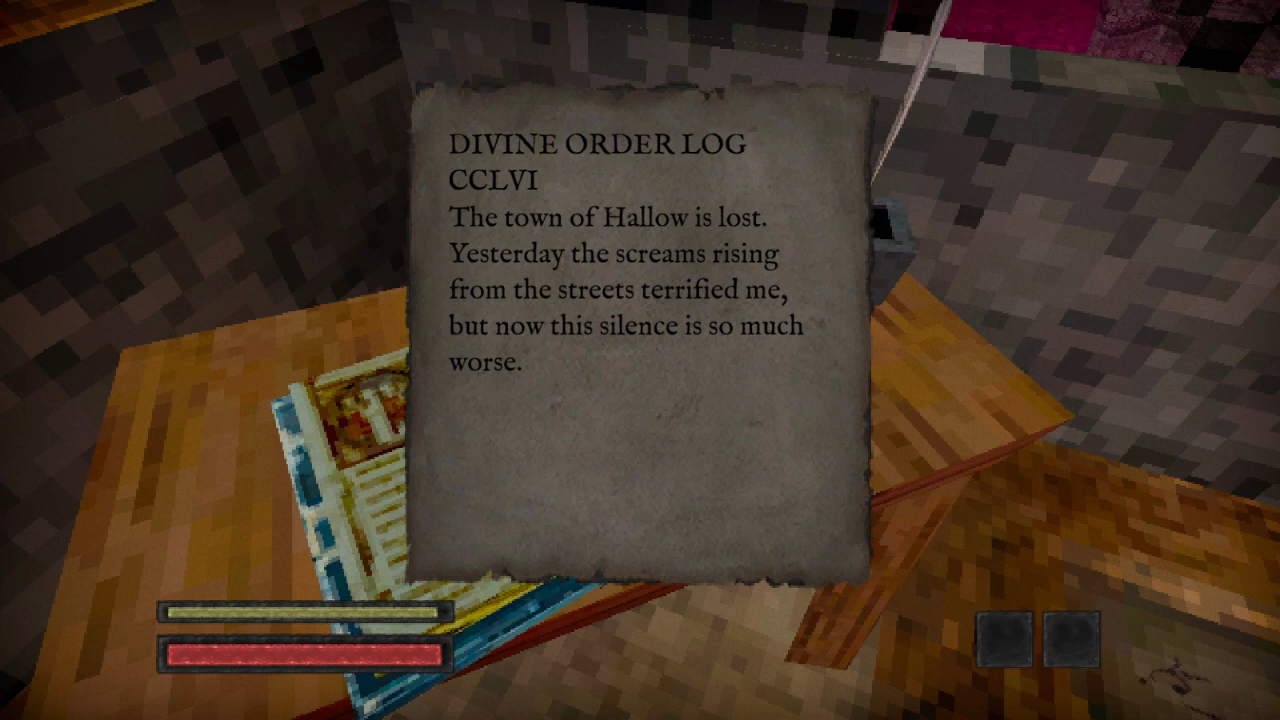 DIVINE ORDER LOG
CCLVI
The town of Hallow is lost.
Yesterday the screams rising
from the streets terrified me,
but now this silence is so much
worse.